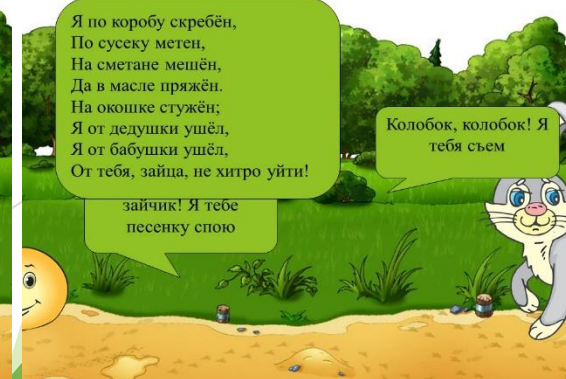 Я по коробу скребён,
По сусеку метен,
На сметане мешён,
Да в масле пряжён.
На окошке стужён;
Я от дедушки ушёл,
Я от бабушки ушёл,
От тебя, зайца, не хитро уйти!
Колобок, колобок! Я
тебя съем
зайчик! Я тебе
песенку спою